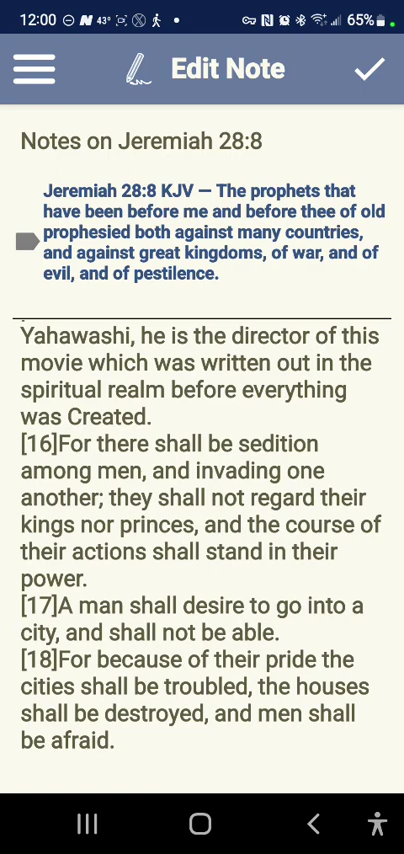 12:00 43° 65%
Edit Note
Notes on Jeremiah 28:8
Jeremiah 28:8 KJV — The prophets that
have been before me and before thee of old
prophesied both against many countries,
and against great kingdoms, of war, and of
evil, and of pestilence.
Yahawashi, he is the director of this
movie which was written out in the
spiritual realm before everything
was Created.
[16]For there shall be sedition
among men, and invading one
another; they shall not regard their
kings nor princes, and the course of
their actions shall stand in their
power.
[17]A man shall desire to go into a
city, and shall not be able.
[18]For because of their pride the
cities shall be troubled, the houses
shall be destroyed, and men shall
be afraid.